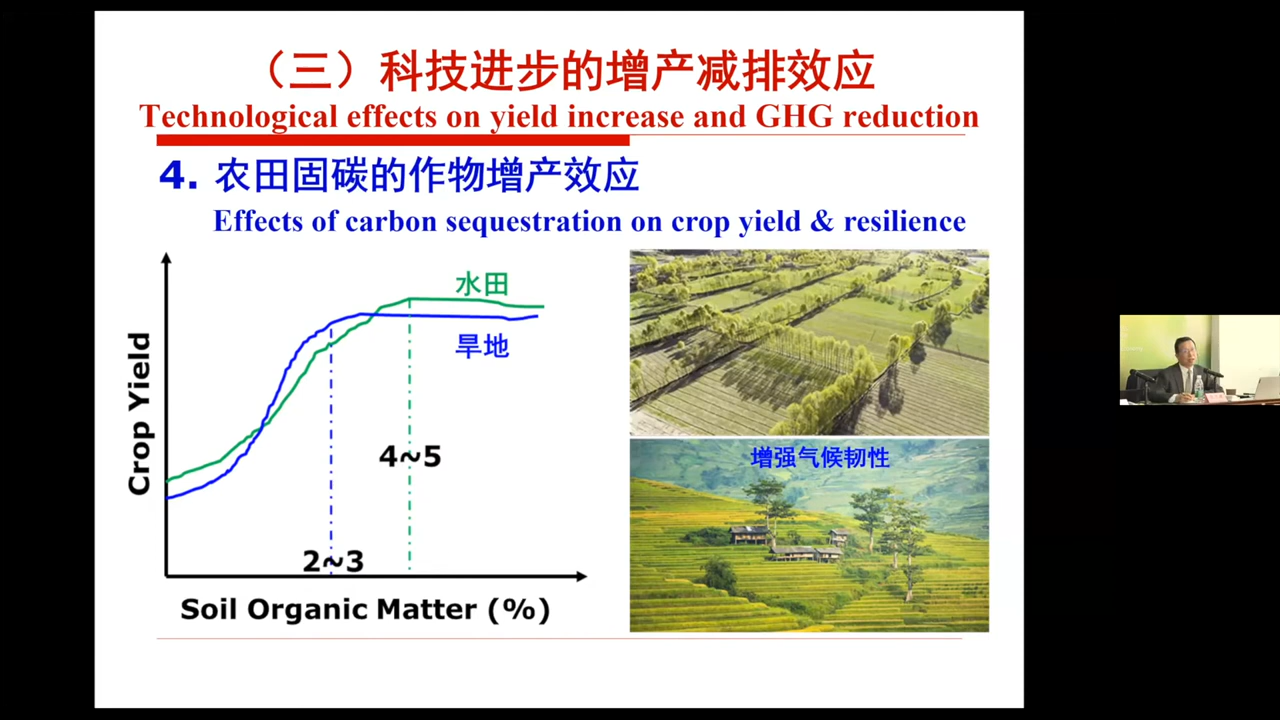 （三）科技进步的增产减排效应
Technological effects on yield increase and GHG reduction
4. 农田固碳的作物增产效应
Effects of carbon sequestration on crop yield & resilience
水田
旱地
Crop Yield
4~5
2~3
Soil Organic Matter (%)
增强气候韧性